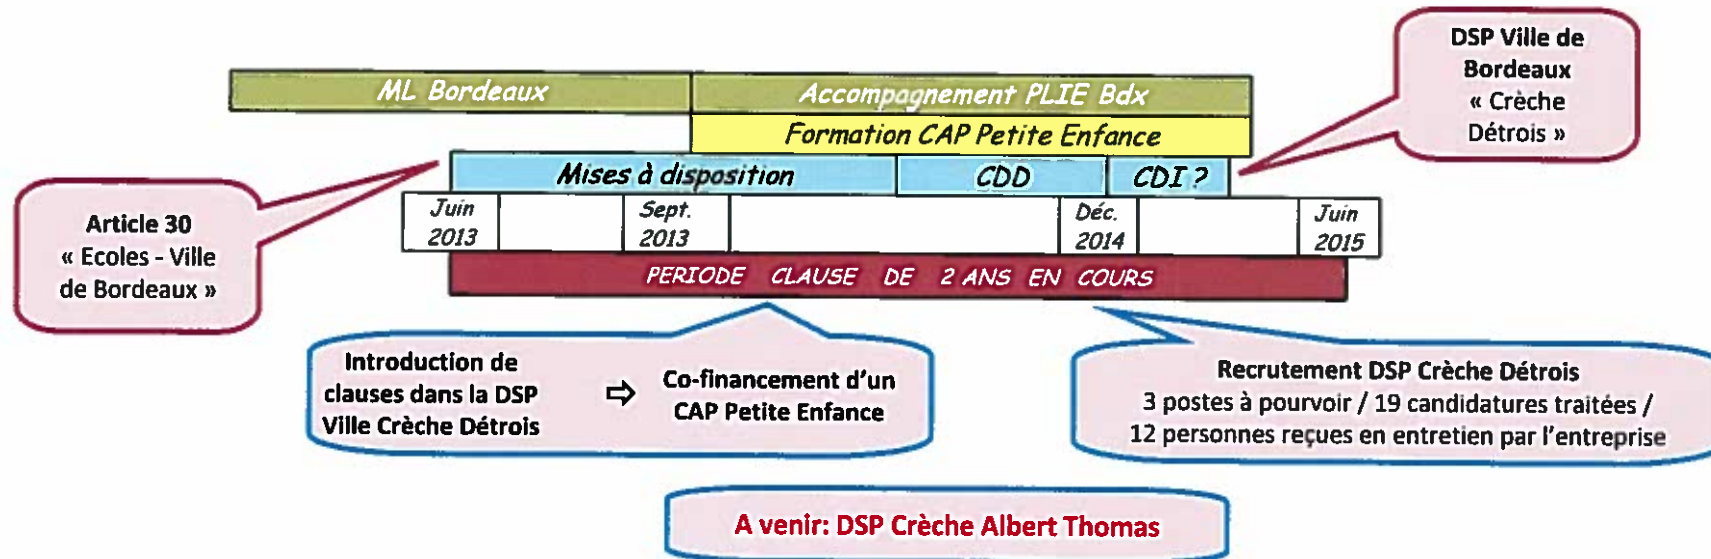 DSP Ville de
Bordeaux
« Crèche
Détrois »
ML Bordeaux
Accompagnement PLIE Bdx
Formation CAP Petite Enfance
Mises à disposition
CDD
CDI ?
Article 30
« Ecoles - Ville
de Bordeaux »
Juin
2013
Sept.
2013
Déc.
2014
Juin
2015
PERIODE CLAUSE DE 2 ANS EN COURS
Introduction de
clauses dans la DSP
Ville Crèche Détrois
⇨
Co-financement d'un
CAP Petite Enfance
Recrutement DSP Crèche Détrois
3 postes à pourvoir / 19 candidatures traitées /
12 personnes reçues en entretien par l'entreprise
A venir: DSP Crèche Albert Thomas